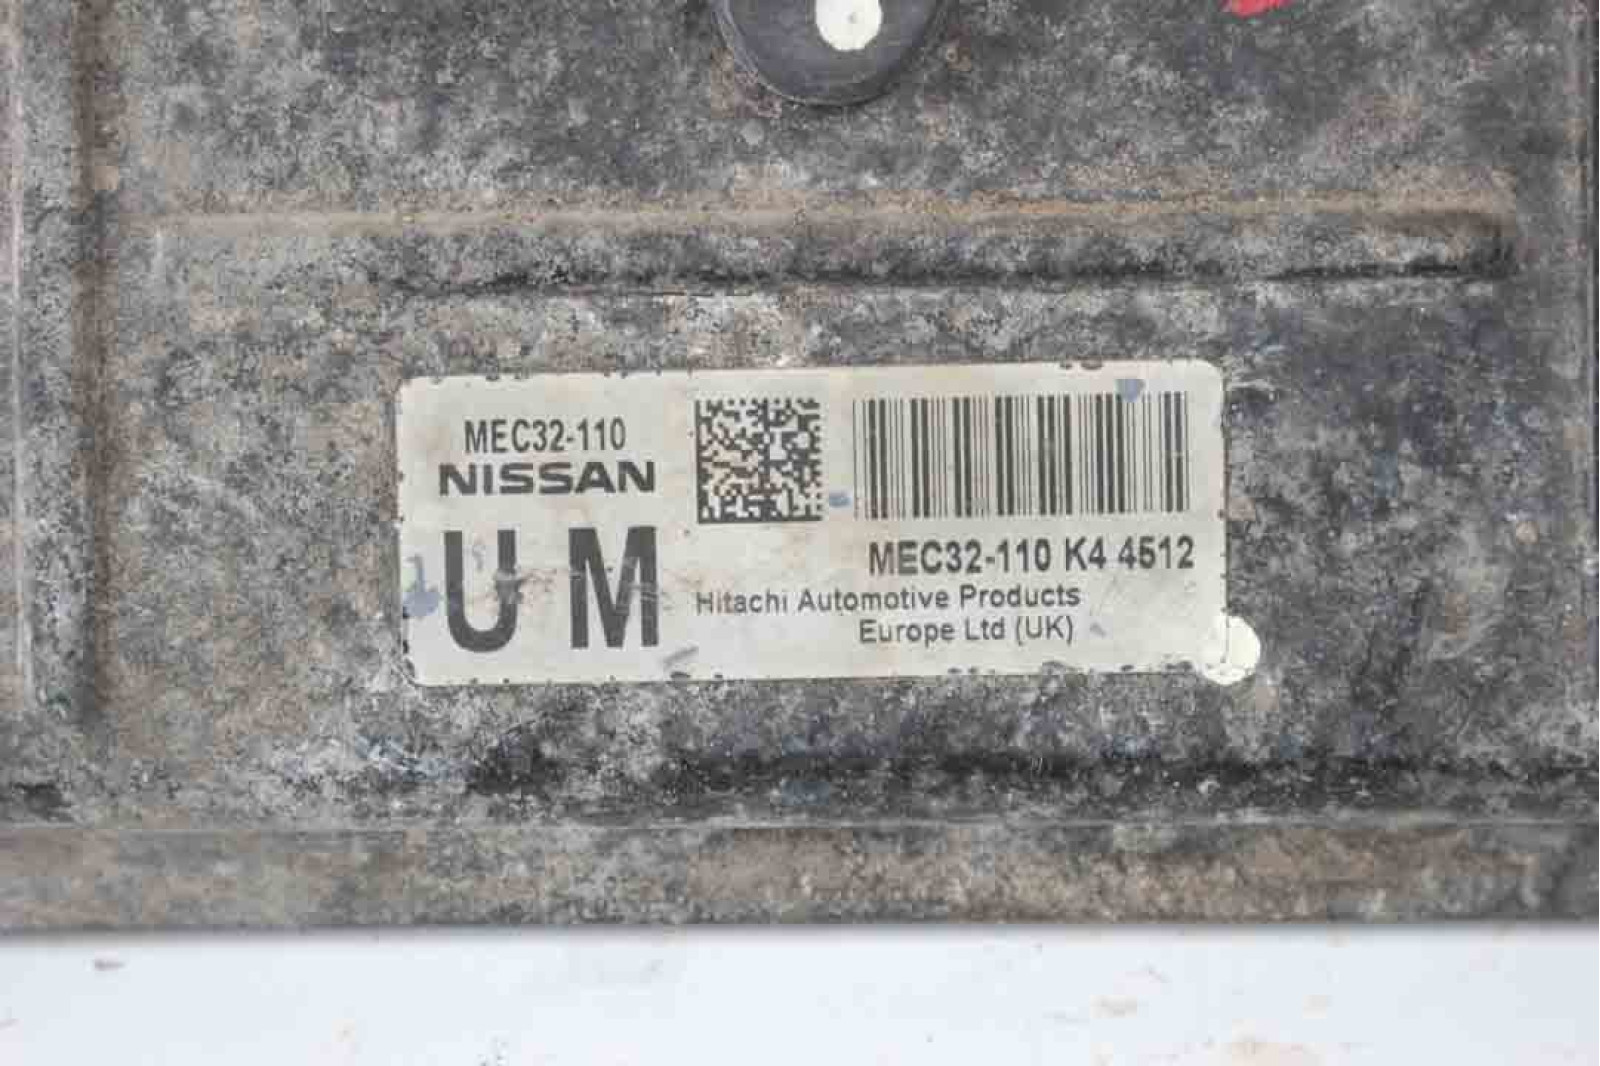 MEC32-110
NISSAN
U M
MEC32-110 K4 4512
Hitachi Automotive Products
Europe Ltd (UK)